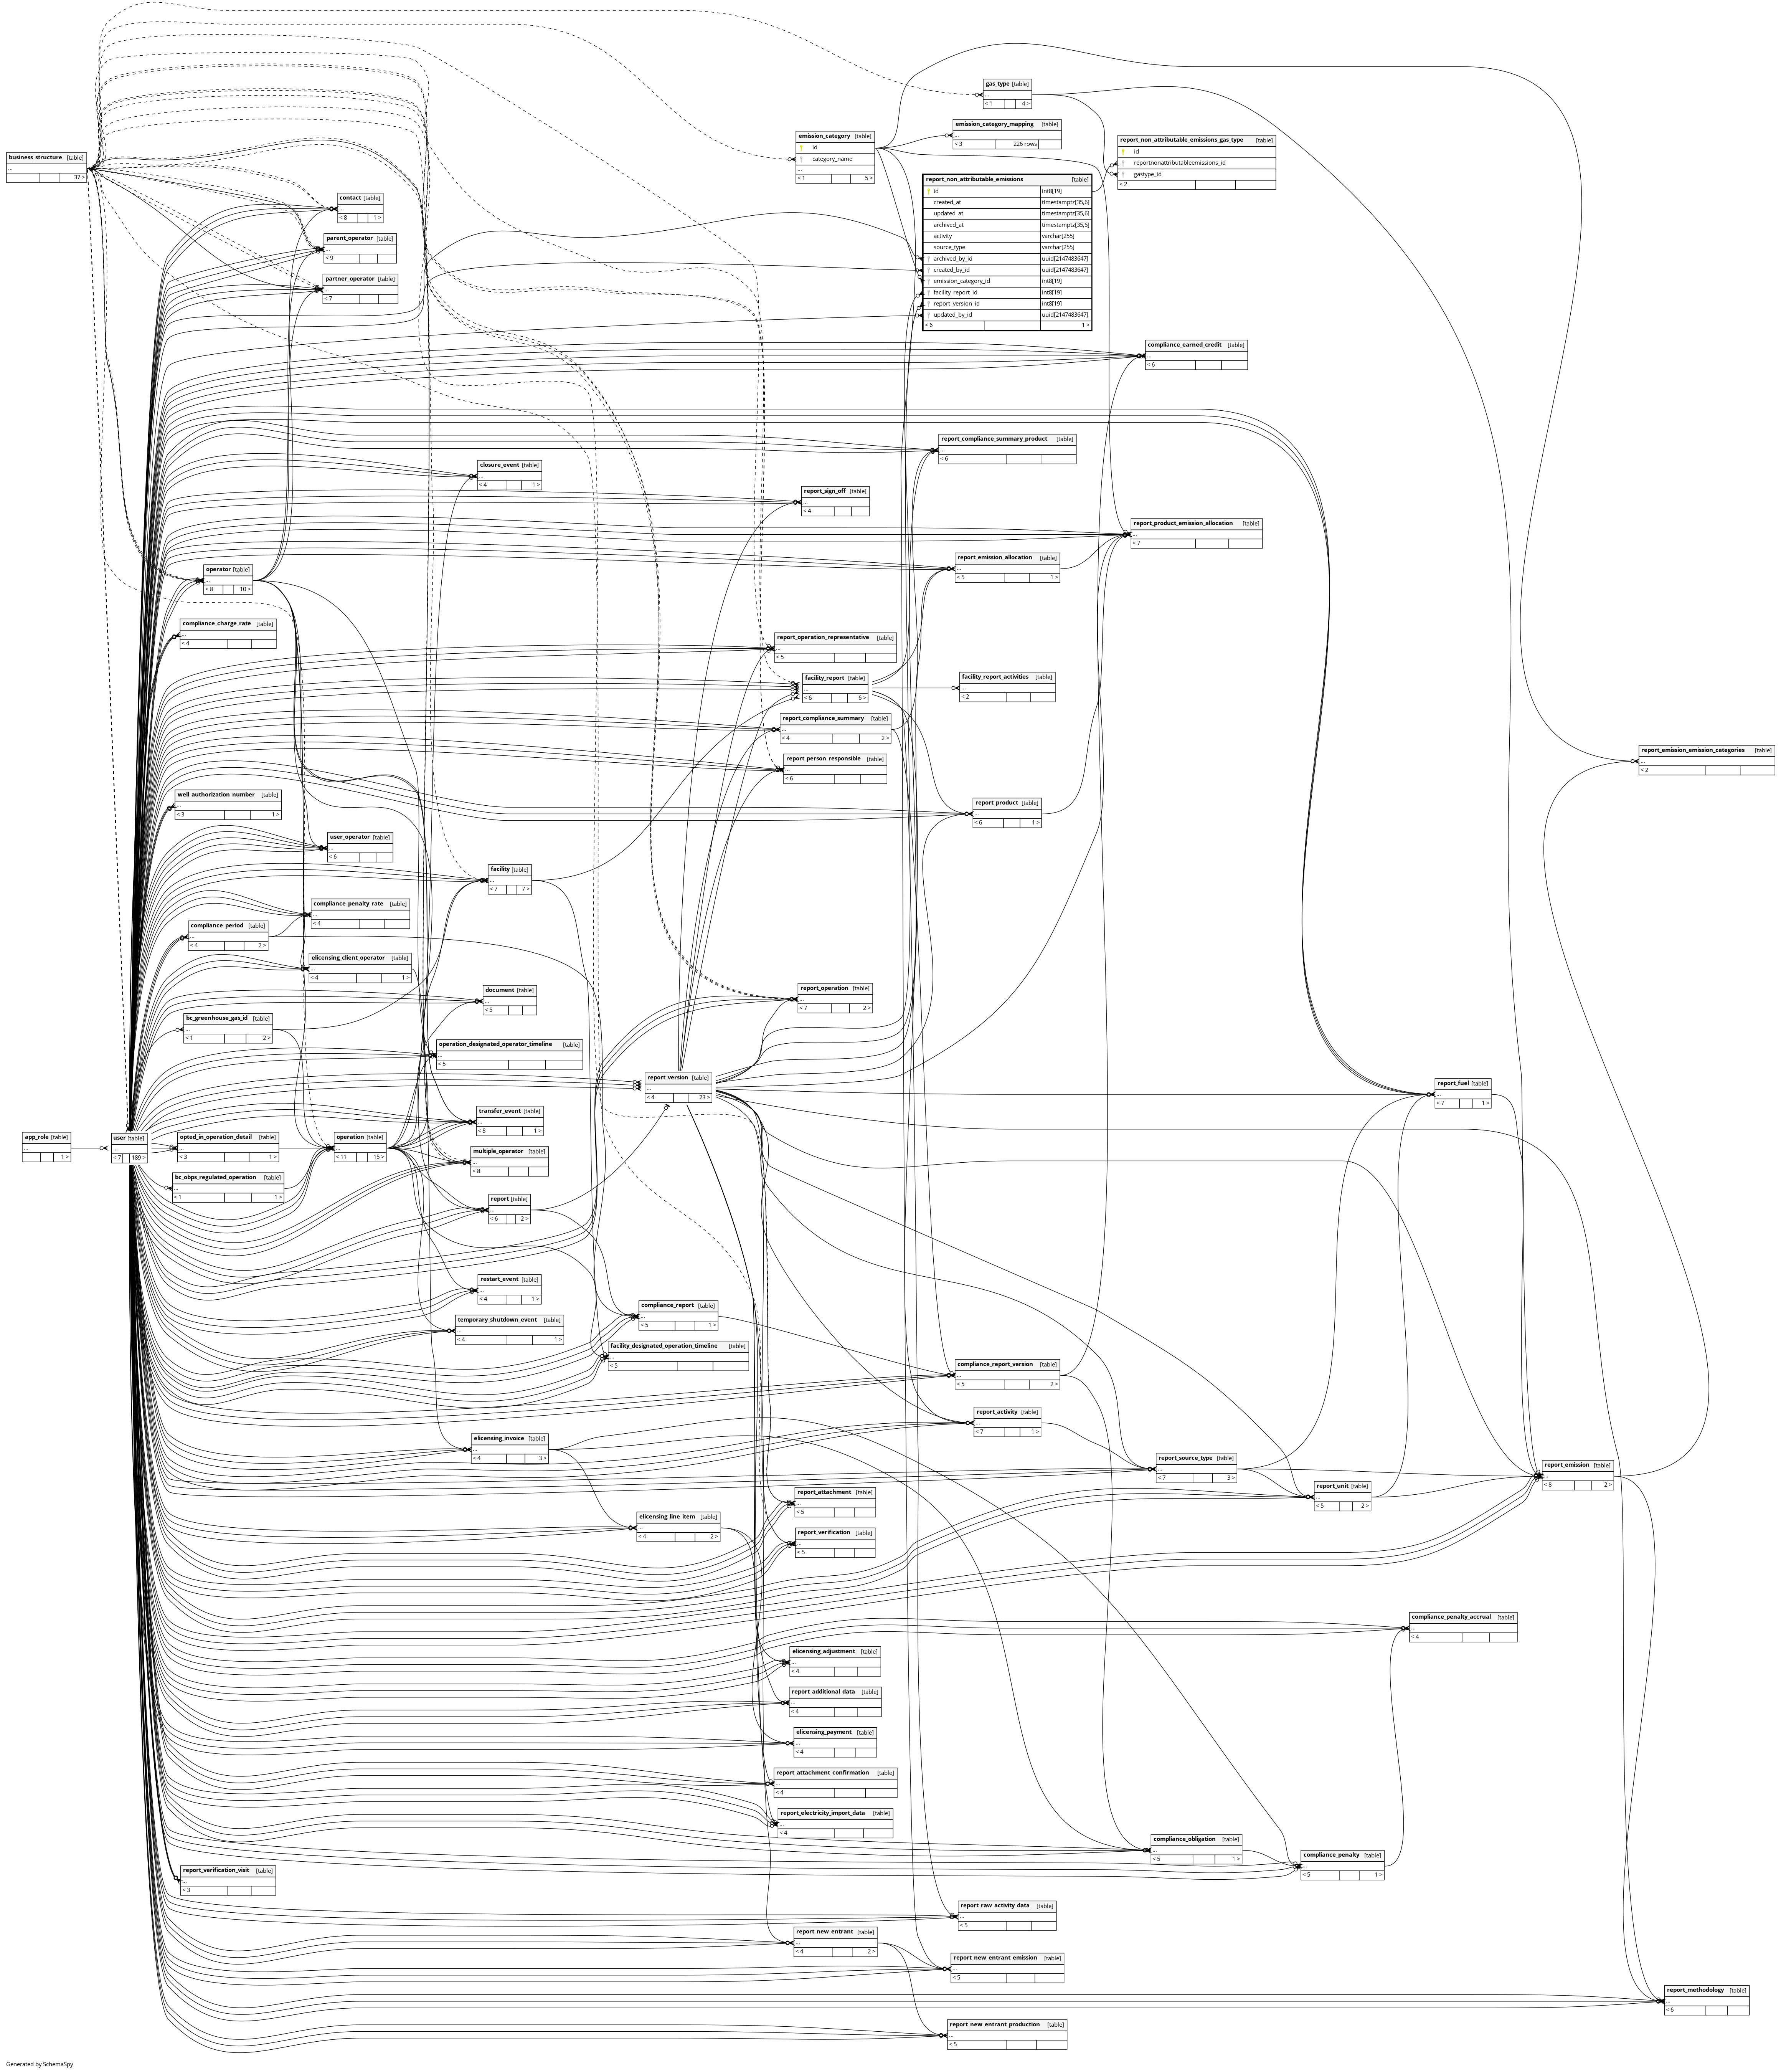 gas_type [table]
...
< 1 4 >
emission_category_mapping [table]
...
< 3 226 rows
emission_category [table]
id
category_name
...
< 1 5 >
report_non_attributable_emissions_gas_type [table]
id
reportnonattributableemissions_id
gastype_id
< 2
business_structure [table]
...
37 >
report_non_attributable_emissions [table]
id int8[19]
created_at timestamptz[35,6]
updated_at timestamptz[35,6]
archived_at timestamptz[35,6]
activity varchar[255]
source_type varchar[255]
archived_by_id uuid[2147483647]
created_by_id uuid[2147483647]
emission_category_id int8[19]
facility_report_id int8[19]
report_version_id int8[19]
updated_by_id uuid[2147483647]
< 6 1 >
contact [table]
...
< 8 1 >
parent_operator [table]
...
< 9
partner_operator [table]
...
< 7
compliance_earned_credit [table]
...
< 6
report_compliance_summary_product [table]
...
< 6
closure_event [table]
...
< 4 1 >
report_sign_off [table]
...
< 4
report_product_emission_allocation [table]
...
< 7
report_emission_allocation [table]
...
< 5 1 >
operator [table]
...
< 8 10 >
compliance_charge_rate [table]
...
< 4
report_operation_representative [table]
...
< 5
facility_report [table]
...
< 6 6 >
facility_report_activities [table]
...
< 2
report_compliance_summary [table]
...
< 4 2 >
report_emission_emission_categories [table]
...
< 2
report_person_responsible [table]
...
< 6
well_authorization_number [table]
...
< 3 1 >
report_product [table]
...
< 6 1 >
user_operator [table]
...
< 6
facility [table]
...
< 7 7 >
compliance_penalty_rate [table]
...
< 4
compliance_period [table]
...
< 4 2 >
elicensing_client_operator [table]
...
< 4 1 >
document [table]
...
< 5
report_operation [table]
...
< 7 2 >
bc_greenhouse_gas_id [table]
...
< 1 2 >
operation_designated_operator_timeline [table]
...
< 5
report_version [table]
...
< 4 23 >
report_fuel [table]
...
< 7 1 >
transfer_event [table]
...
< 8 1 >
app_role [table]
...
1 >
user [table]
...
< 7 189 >
opted_in_operation_detail [table]
...
< 3 1 >
operation [table]
...
< 11 15 >
multiple_operator [table]
...
< 8
bc_obps_regulated_operation [table]
...
< 1 1 >
report [table]
...
< 6 2 >
restart_event [table]
...
< 4 1 >
compliance_report [table]
...
< 5 1 >
temporary_shutdown_event [table]
...
< 4 1 >
facility_designated_operation_timeline [table]
...
< 5
compliance_report_version [table]
...
< 5 2 >
report_activity [table]
...
< 7 1 >
elicensing_invoice [table]
...
< 4 3 >
report_source_type [table]
...
< 7 3 >
report_emission [table]
...
< 8 2 >
report_unit [table]
...
< 5 2 >
report_attachment [table]
...
< 5
elicensing_line_item [table]
...
< 4 2 >
report_verification [table]
...
< 5
compliance_penalty_accrual [table]
...
< 4
elicensing_adjustment [table]
...
< 4
report_additional_data [table]
...
< 4
elicensing_payment [table]
...
< 4
report_attachment_confirmation [table]
...
< 4
report_electricity_import_data [table]
...
< 4
compliance_obligation [table]
...
< 5 1 >
compliance_penalty [table]
...
< 5 1 >
report_verification_visit [table]
...
< 3
report_raw_activity_data [table]
...
< 5
report_new_entrant [table]
...
< 4 2 >
report_new_entrant_emission [table]
...
< 5
report_methodology [table]
...
< 6
report_new_entrant_production [table]
...
< 5
Generated by SchemaSpy